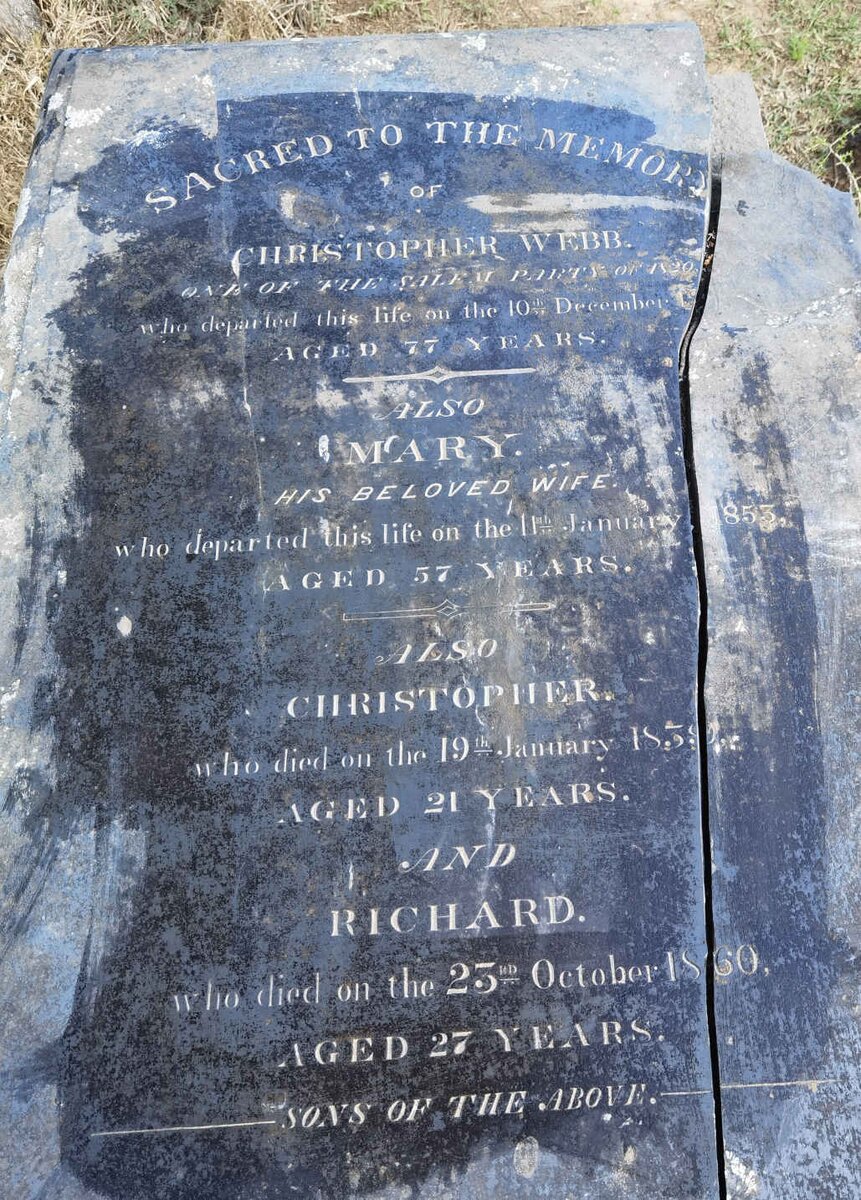 SACRED TO THE MEMORY
OF
CHRISTOPHER WEBB.
ONE OF THE SALEM PARTY OF 1820
who departed this life on the 10th December
AGED 77 YEARS.
ALSO
MARY.
HIS BELOVED WIFE.
who departed this life on the 11th January 1853,
AGED 57 YEARS.
ALSO
CHRISTOPHER.
who died on the 19th January
AGED 21 YEARS.
AND
RICHARD.
who died on the 23RD October 1860,
AGED 27 YEARS.
SONS OF THE ABOVE.